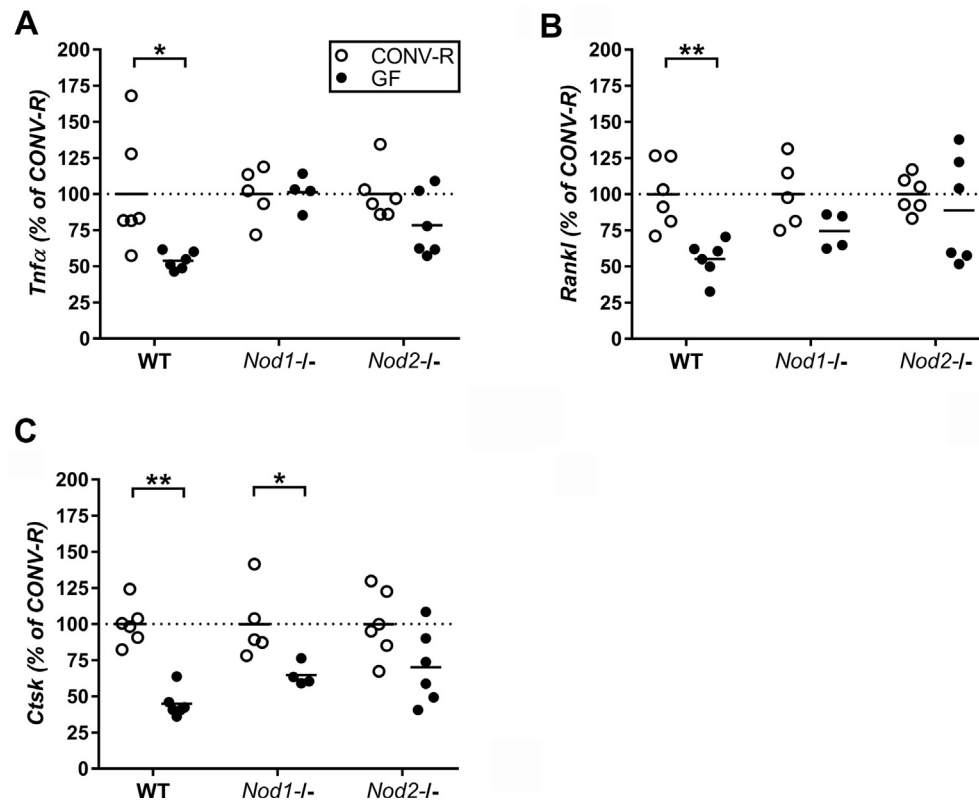 A
Tnfα (% of CONV-R)
200
175
150
125
100
75
50
25
0
*
CONV-R
GF
WT Nod1-/- Nod2-/-
B
Rankl (% of CONV-R)
200
175
150
125
100
75
50
25
0
**
WT Nod1-/- Nod2-/-
C
Ctsk (% of CONV-R)
200
175
150
125
100
75
50
25
0
** *
WT Nod1-/- Nod2-/-